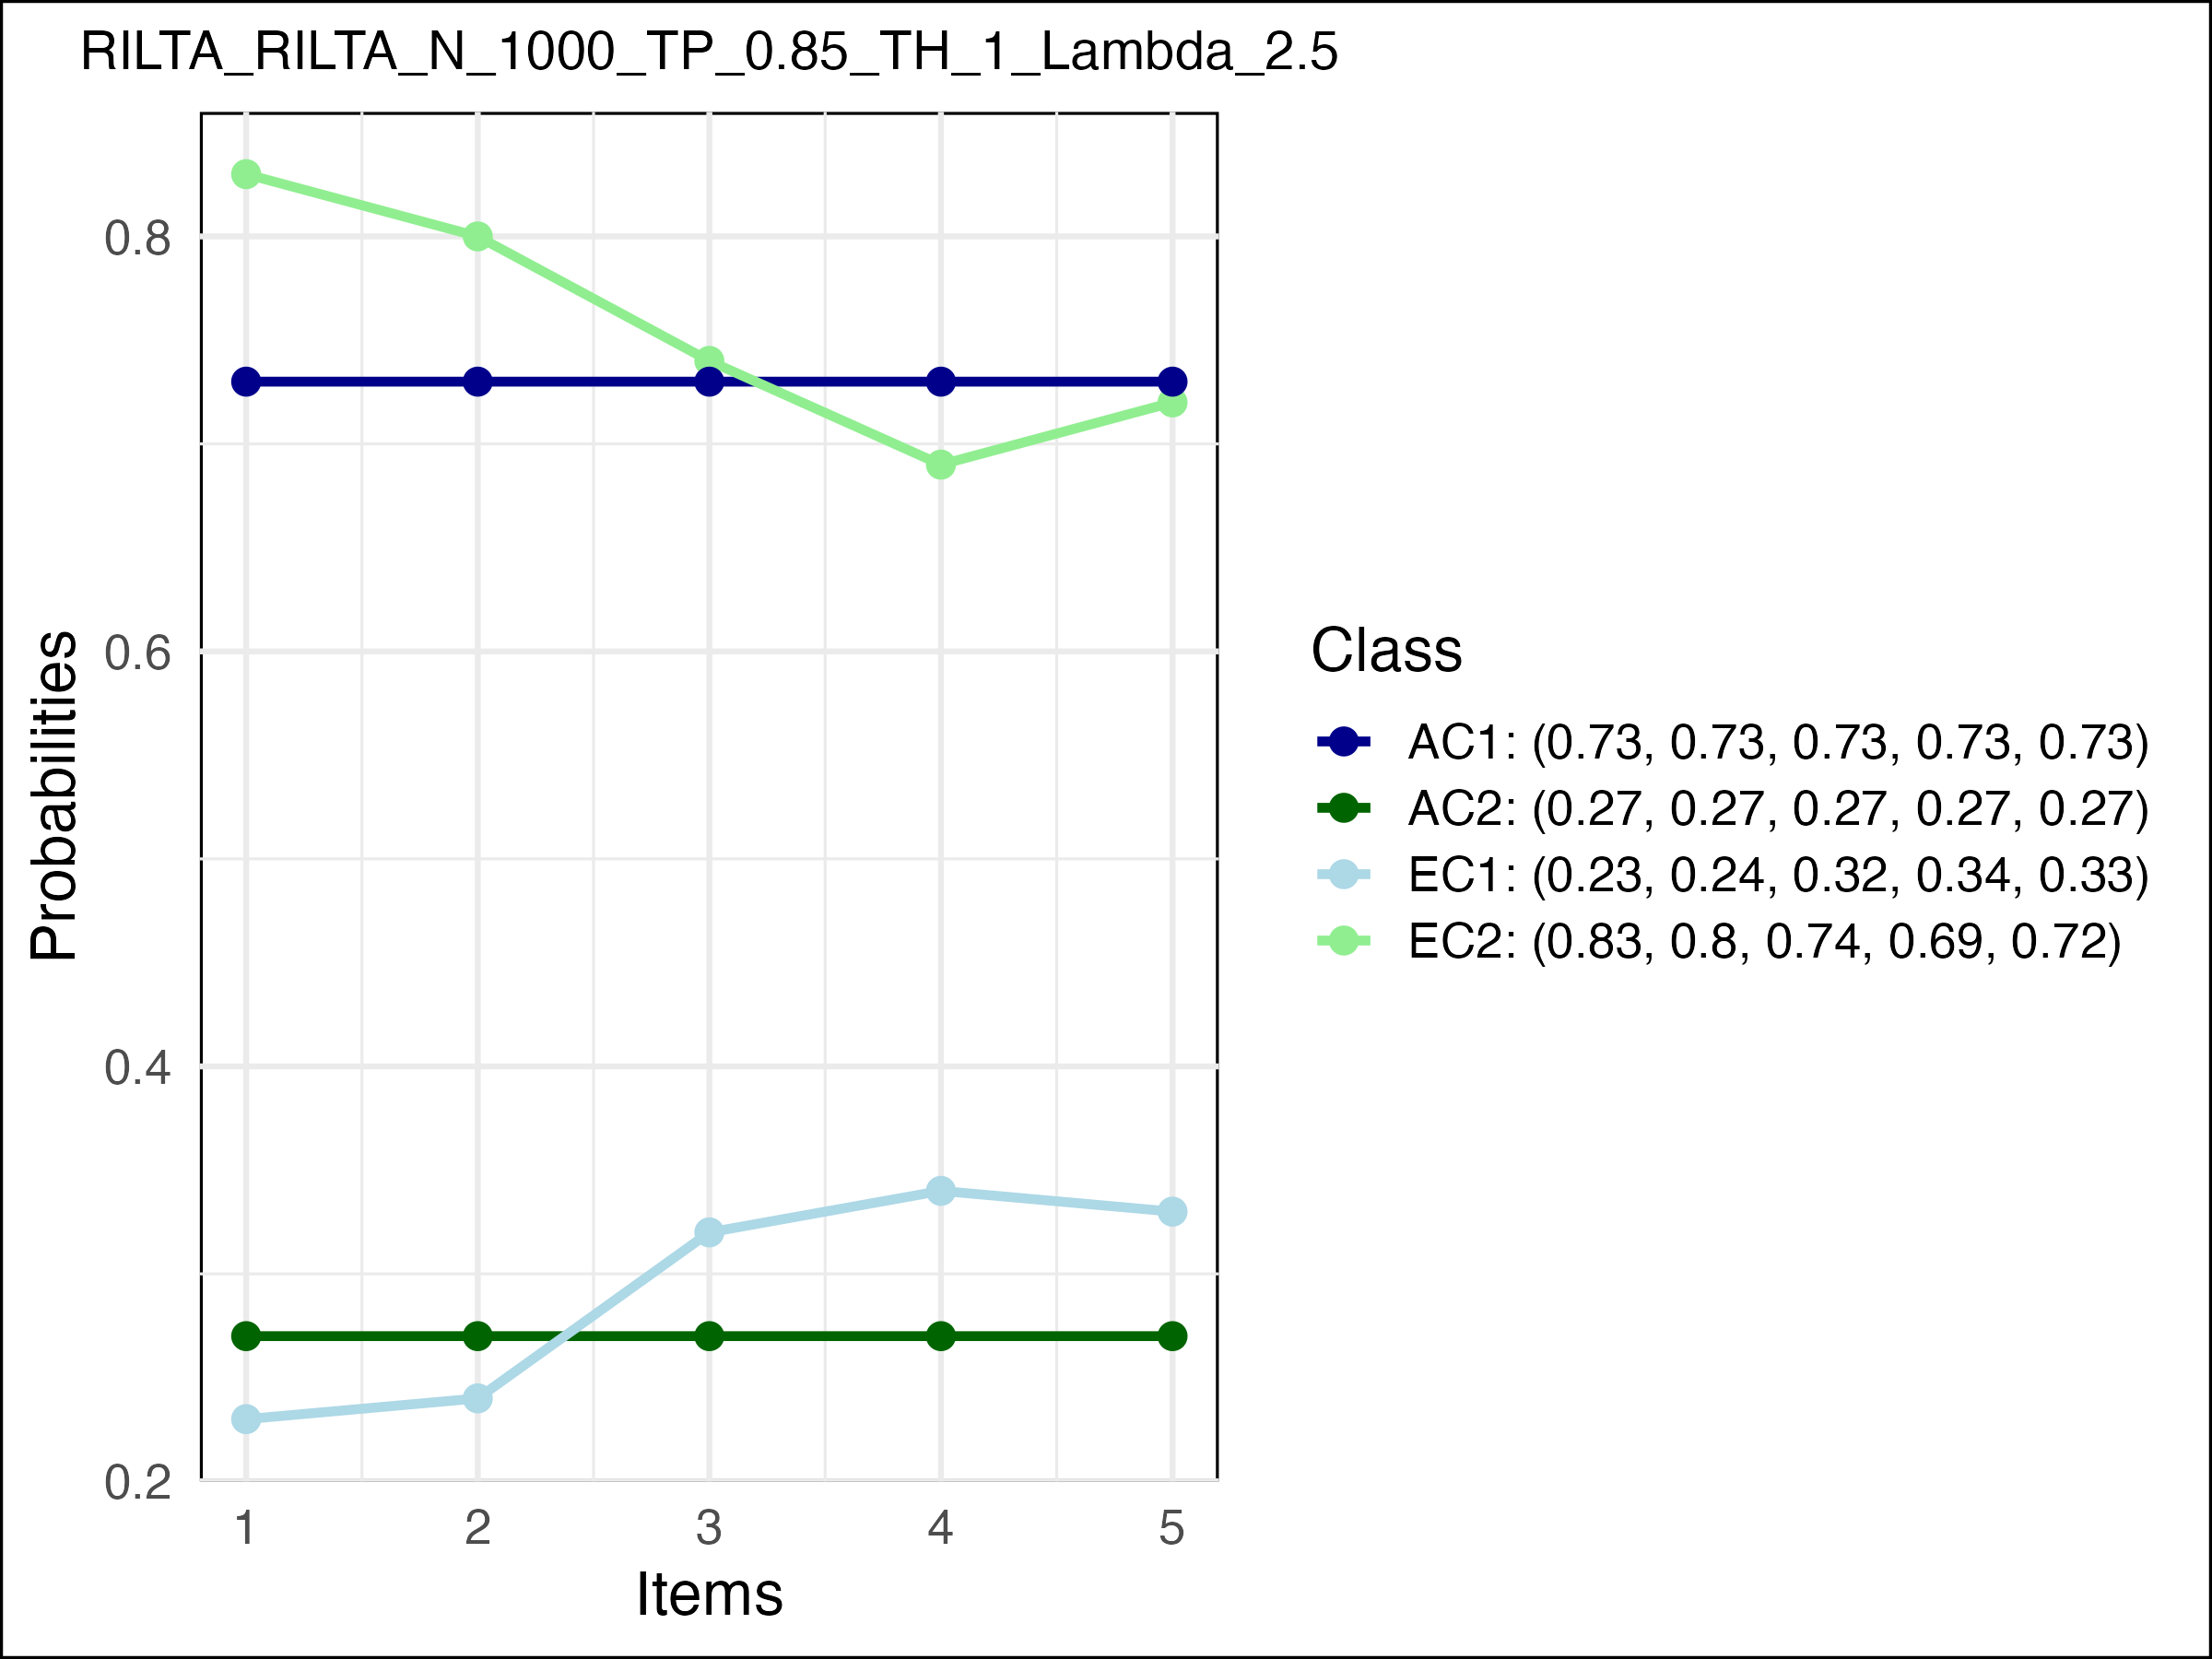 RILTA_RILTA_N_1000_TP_0.85_TH_1_Lambda_2.5
Probabilities
0.8
0.6
0.4
0.2
1 2 3 4 5
Items
Class
AC1: (0.73, 0.73, 0.73, 0.73, 0.73)
AC2: (0.27, 0.27, 0.27, 0.27, 0.27)
EC1: (0.23, 0.24, 0.32, 0.34, 0.33)
EC2: (0.83, 0.8, 0.74, 0.69, 0.72)